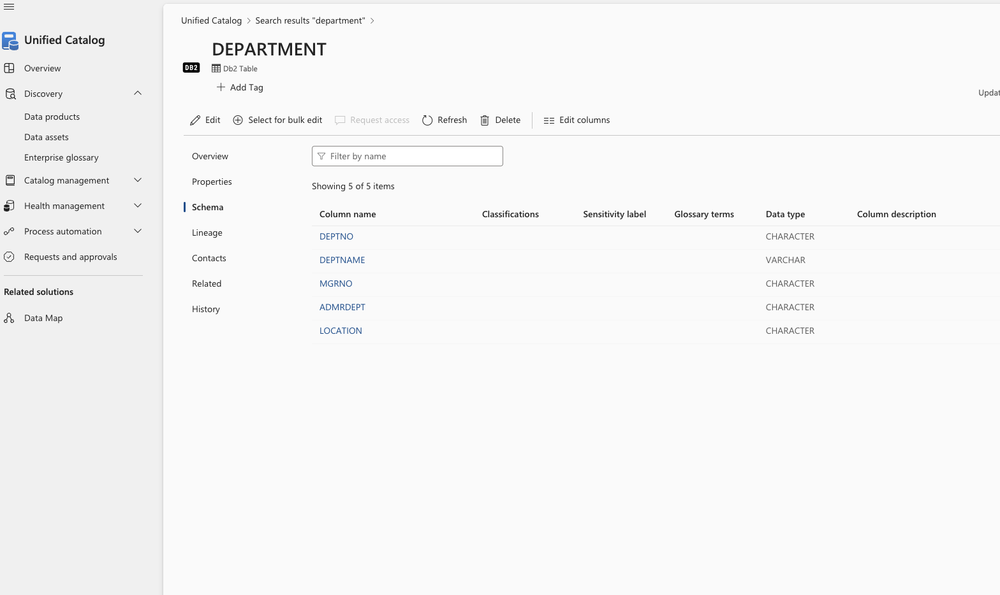 Unified Catalog > Search results "department" >
Unified Catalog
Overview
Discovery
Data products
Data assets
Enterprise glossary
Catalog management
Health management
Process automation
Requests and approvals
Related solutions
Data Map
DEPARTMENT
DB2
Db2 Table
Add Tag
Updat
Edit
Select for bulk edit
Request access
Refresh
Delete
Edit columns
Overview
Properties
Schema
Lineage
Contacts
Related
History
Filter by name
Showing 5 of 5 items
Column name Classifications Sensitivity label Glossary terms Data type Column description
DEPTNO CHARACTER
DEPTNAME VARCHAR
MGRNO CHARACTER
ADMRDEPT CHARACTER
LOCATION CHARACTER